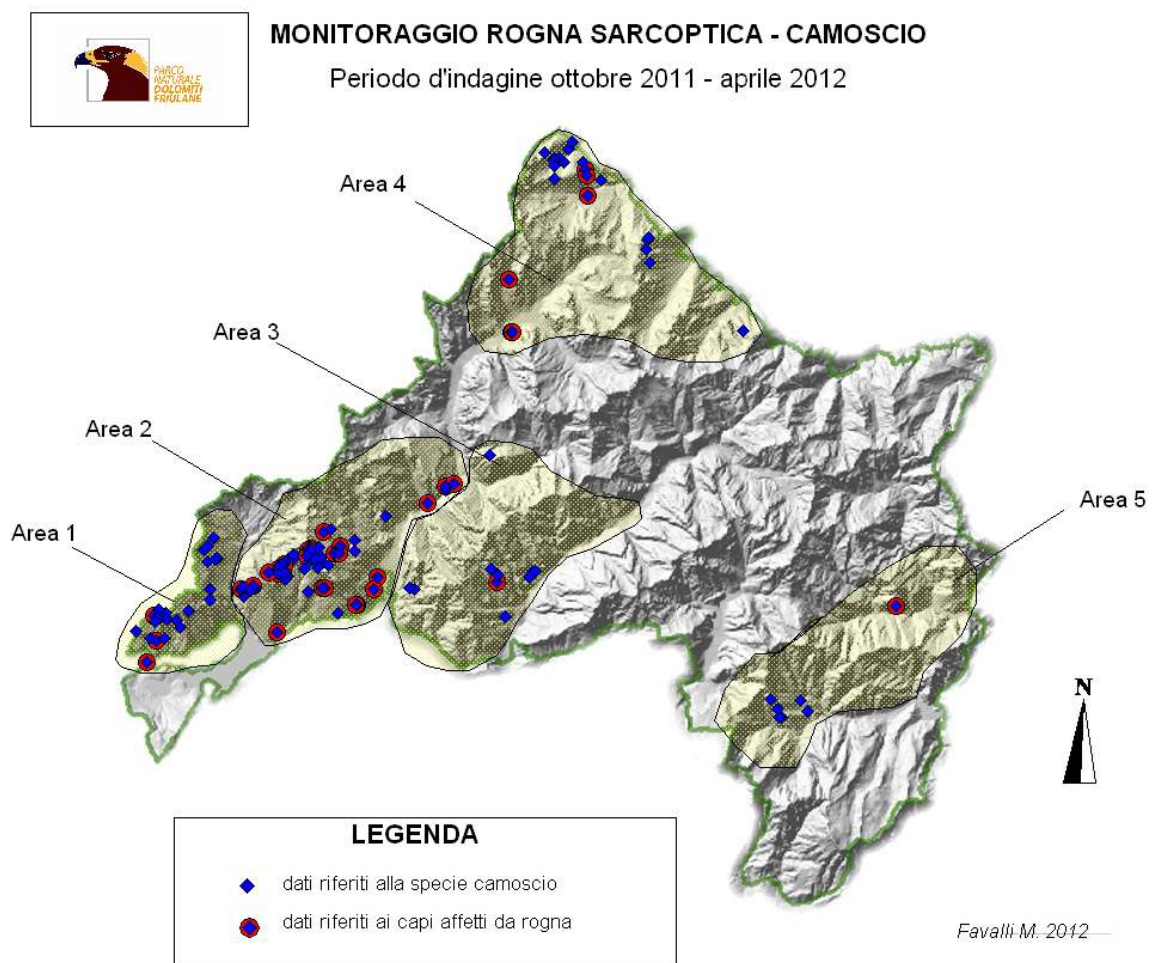 MONITORAGGIO ROGNA SARCOPTICA - CAMOSCIO
Periodo d'indagine ottobre 2011 - aprile 2012
PARCO
NATURALE
DOLOMITI
FRIULANE
Area 4
Area 3
Area 2
Area 5
Area 1
N
LEGENDA
dati riferiti alla specie camoscio
dati riferiti ai capi affetti da rogna
Favalli M. 2012